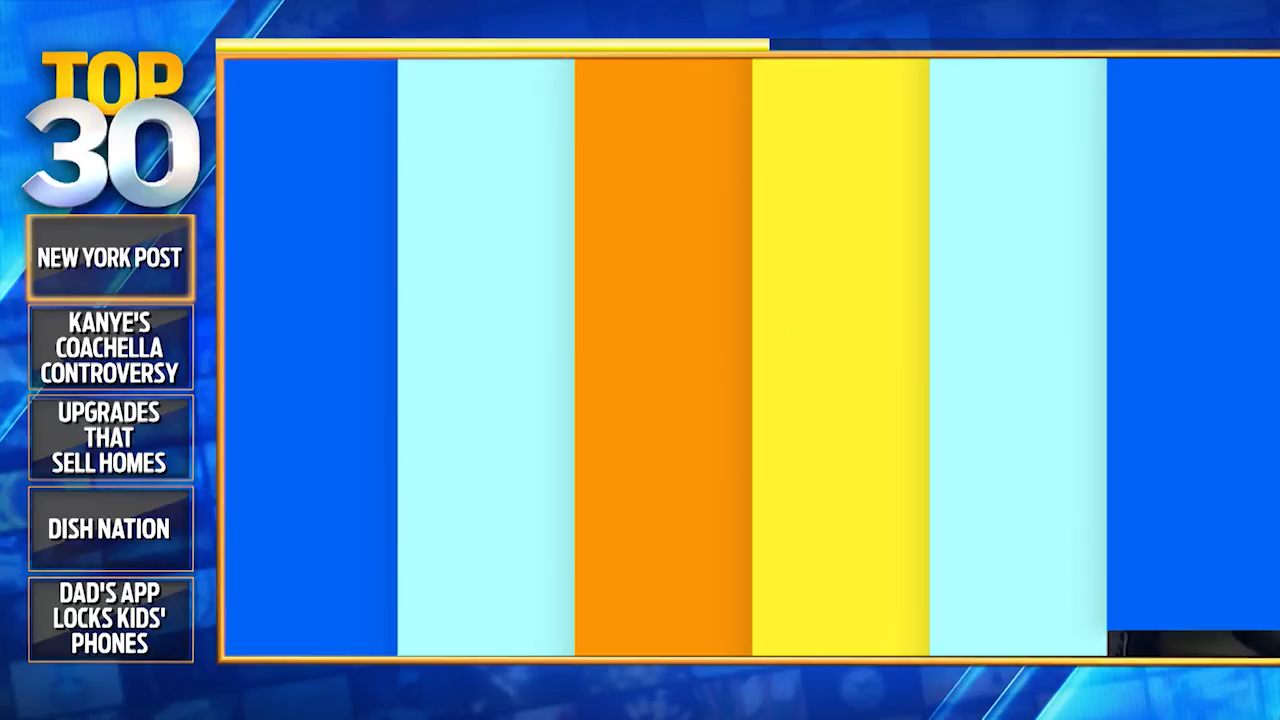 TOP
30
NEW YORK POST
KANYE'S
COACHELLA
CONTROVERSY
UPGRADES
THAT
SELL HOMES
DISH NATION
DAD'S APP
LOCKS KIDS'
PHONES